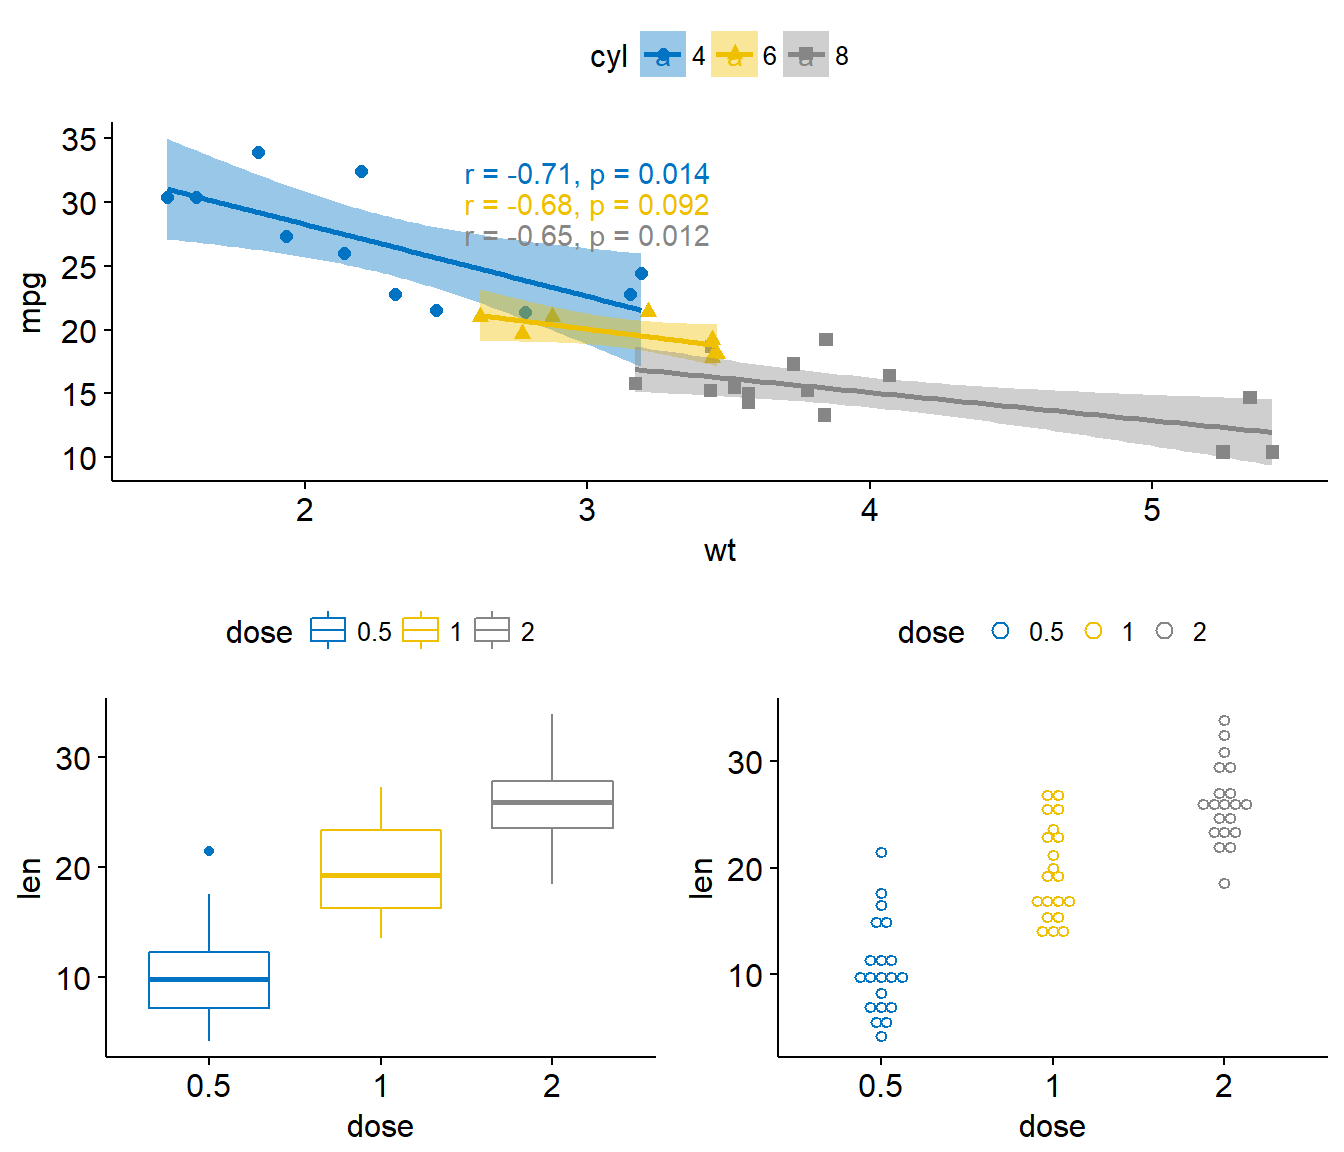 cyl a 4 a 6 a 8
35
30
25
20
15
10
mpg
r = -0.71, p = 0.014
r = -0.68, p = 0.092
r = -0.65, p = 0.012
2 3 4 5
wt
dose 0.5 1 2
30
20
10
len
0.5 1 2
dose
dose 0.5 1 2
30
20
10
len
0.5 1 2
dose